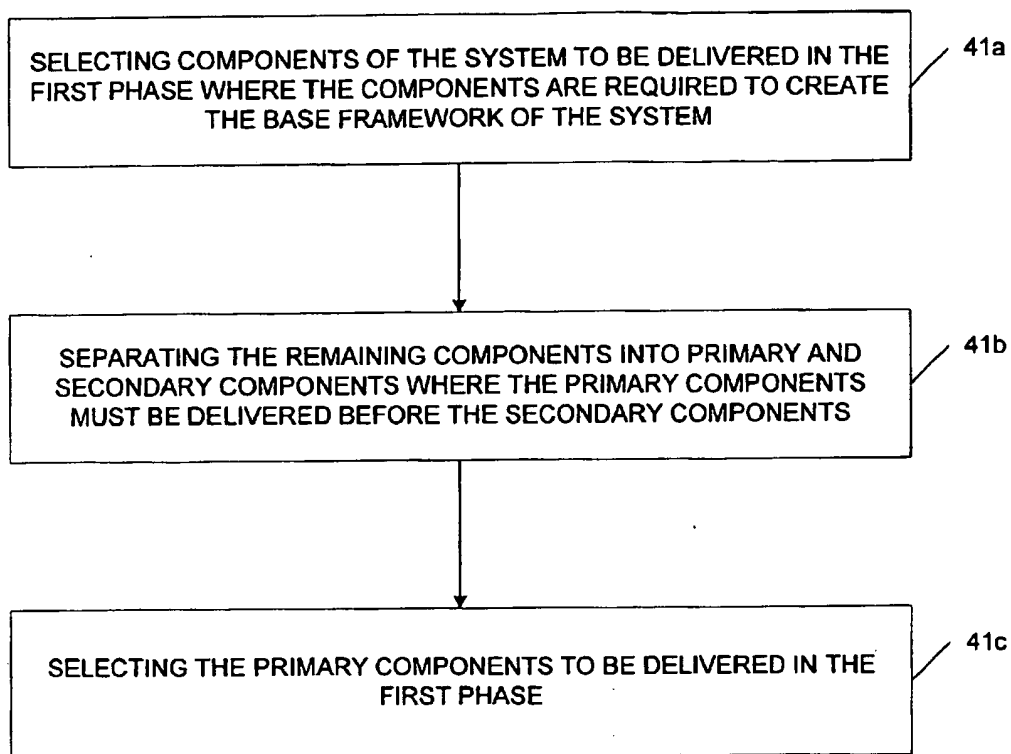 SELECTING COMPONENTS OF THE SYSTEM TO BE DELIVERED IN THE
FIRST PHASE WHERE THE COMPONENTS ARE REQUIRED TO CREATE
THE BASE FRAMEWORK OF THE SYSTEM
41a
SEPARATING THE REMAINING COMPONENTS INTO PRIMARY AND
SECONDARY COMPONENTS WHERE THE PRIMARY COMPONENTS
MUST BE DELIVERED BEFORE THE SECONDARY COMPONENTS
41b
SELECTING THE PRIMARY COMPONENTS TO BE DELIVERED IN THE
FIRST PHASE
41c